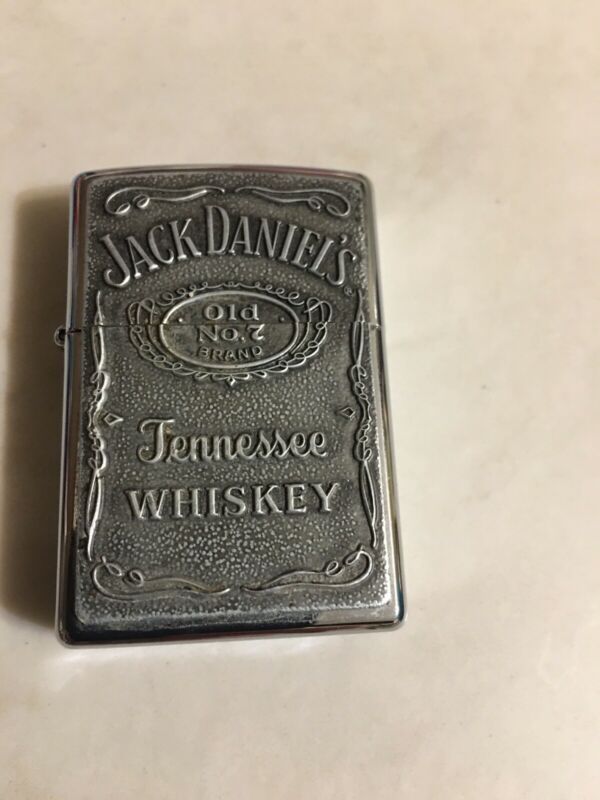 JACK DANIEL'S
Old
No.7
BRAND
Tennessee
WHISKEY